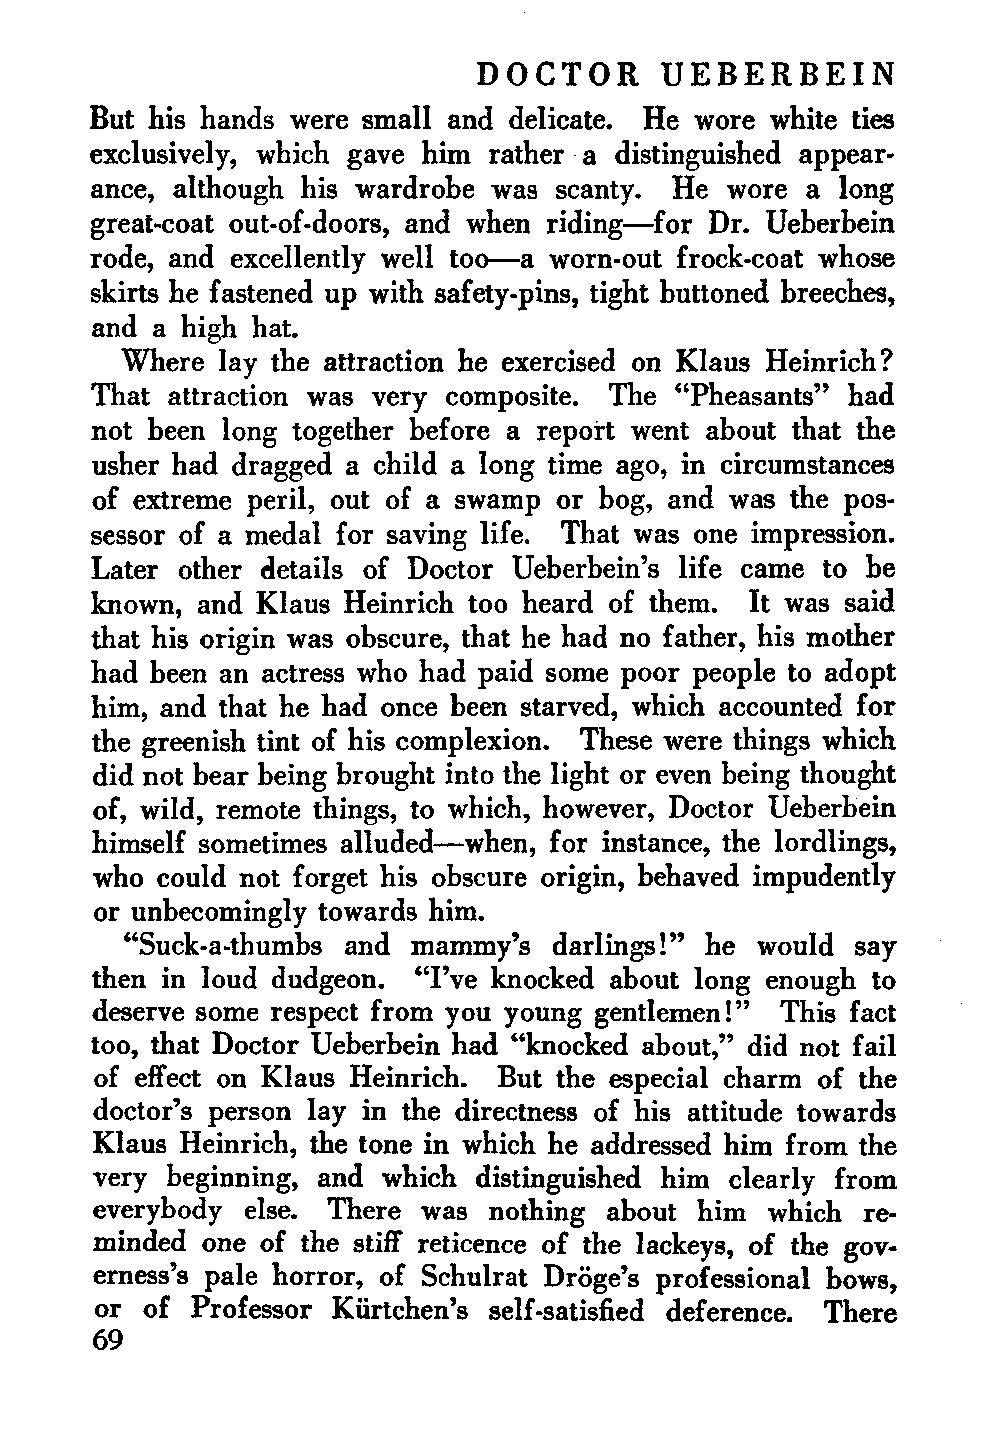 DOCTOR UEBERBEIN
But his hands were small and delicate. He wore white ties
exclusively, which gave him rather a distinguished appear-
ance, although his wardrobe was scanty. He wore a long
great-coat out-of-doors, and when riding—for Dr. Ueberbein
rode, and excellently well too—a worn-out frock-coat whose
skirts he fastened up with safety-pins, tight buttoned breeches,
and a high hat.
Where lay the attraction he exercised on Klaus Heinrich?
That attraction was very composite. The “Pheasants” had
not been long together before a report went about that the
usher had dragged a child a long time ago, in circumstances
of extreme peril, out of a swamp or bog, and was the pos-
sessor of a medal for saving life. That was one impression.
Later other details of Doctor Ueberbein’s life came to be
known, and Klaus Heinrich too heard of them. It was said
that his origin was obscure, that he had no father, his mother
had been an actress who had paid some poor people to adopt
him, and that he had once been starved, which accounted for
the greenish tint of his complexion. These were things which
did not bear being brought into the light or even being thought
of, wild, remote things, to which, however, Doctor Ueberbein
himself sometimes alluded—when, for instance, the lordlings,
who could not forget his obscure origin, behaved impudently
or unbecomingly towards him.
“Suck-a-thumbs and mammy’s darlings!” he would say
then in loud dudgeon. “I’ve knocked about long enough to
deserve some respect from you young gentlemen!” This fact
too, that Doctor Ueberbein had “knocked about,” did not fail
of effect on Klaus Heinrich. But the especial charm of the
doctor’s person lay in the directness of his attitude towards
Klaus Heinrich, the tone in which he addressed him from the
very beginning, and which distinguished him clearly from
everybody else. There was nothing about him which re-
minded one of the stiff reticence of the lackeys, of the gov-
erness’s pale horror, of Schulrat Dröge’s professional bows,
or of Professor Kürtchen’s self-satisfied deference. There
69